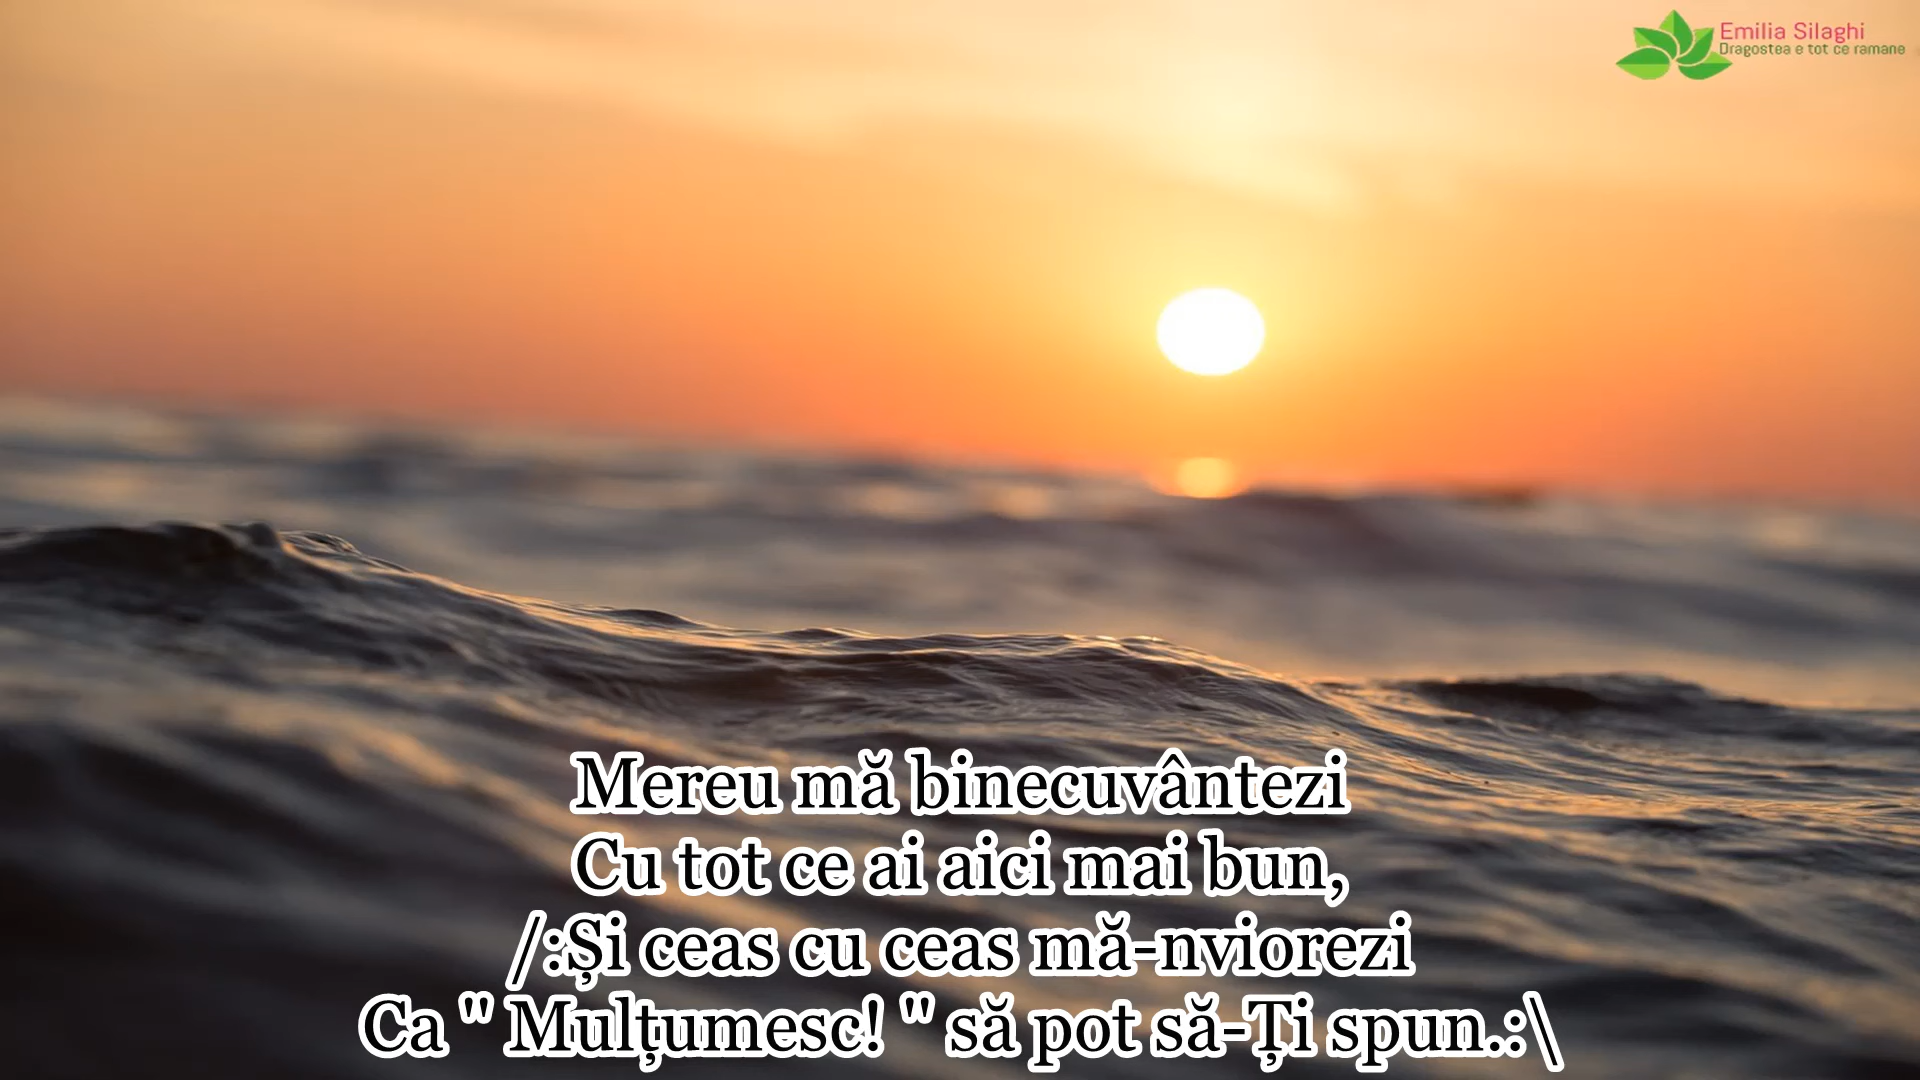 Emilia Silaghi
Dragostea e tot ce ramane
Mereu mă binecuvântezi
Cu tot ce ai aici mai bun,
/:Și ceas cu ceas mă-nviorezi
Ca " Mulțumesc! " să pot să-Ți spun.:\